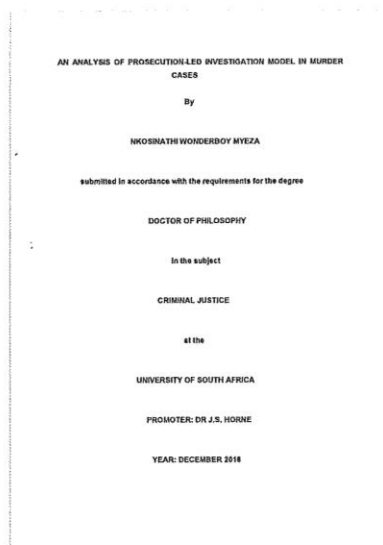 AN ANALYSIS OF PROSECUTION-LED INVESTIGATION MODEL IN MURDER
CASES
By
NKOSINATHI WONDERBOY MYEZA
submitted in accordance with the requirements for the degree
DOCTOR OF PHILOSOPHY
In the subject
CRIMINAL JUSTICE
at the
UNIVERSITY OF SOUTH AFRICA
PROMOTER: DR J.S. HORNE
YEAR: DECEMBER 2018